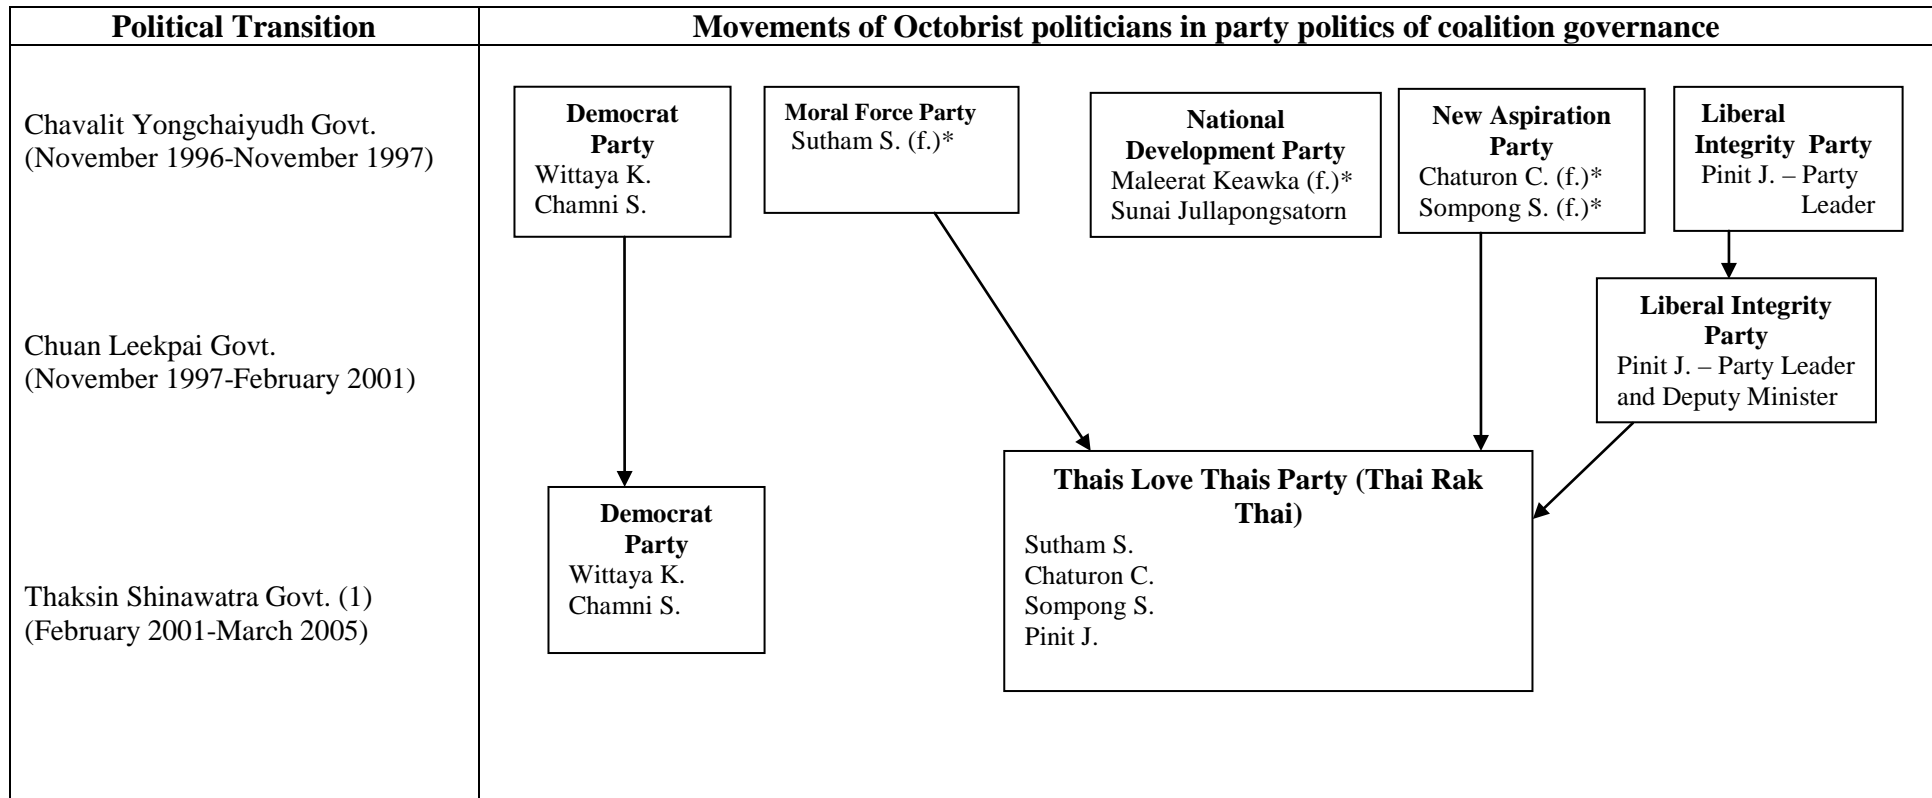 Political Transition
Movements of Octobrist politicians in party politics of coalition governance
Chavalit Yongchaiyudh Govt.
(November 1996-November 1997)
Democrat
Party
Wittaya K.
Chamni S.
Moral Force Party
Sutham S. (f.)*
National
Development Party
Maleerat Keawka (f.)*
Sunai Jullapongsatorn
New Aspiration
Party
Chaturon C. (f.)*
Sompong S. (f.)*
Liberal
Integrity Party
Pinit J. – Party
Leader
Chuan Leekpai Govt.
(November 1997-February 2001)
Liberal Integrity
Party
Pinit J. – Party Leader
and Deputy Minister
Thaksin Shinawatra Govt. (1)
(February 2001-March 2005)
Democrat
Party
Wittaya K.
Chamni S.
Thais Love Thais Party (Thai Rak
Thai)
Sutham S.
Chaturon C.
Sompong S.
Pinit J.